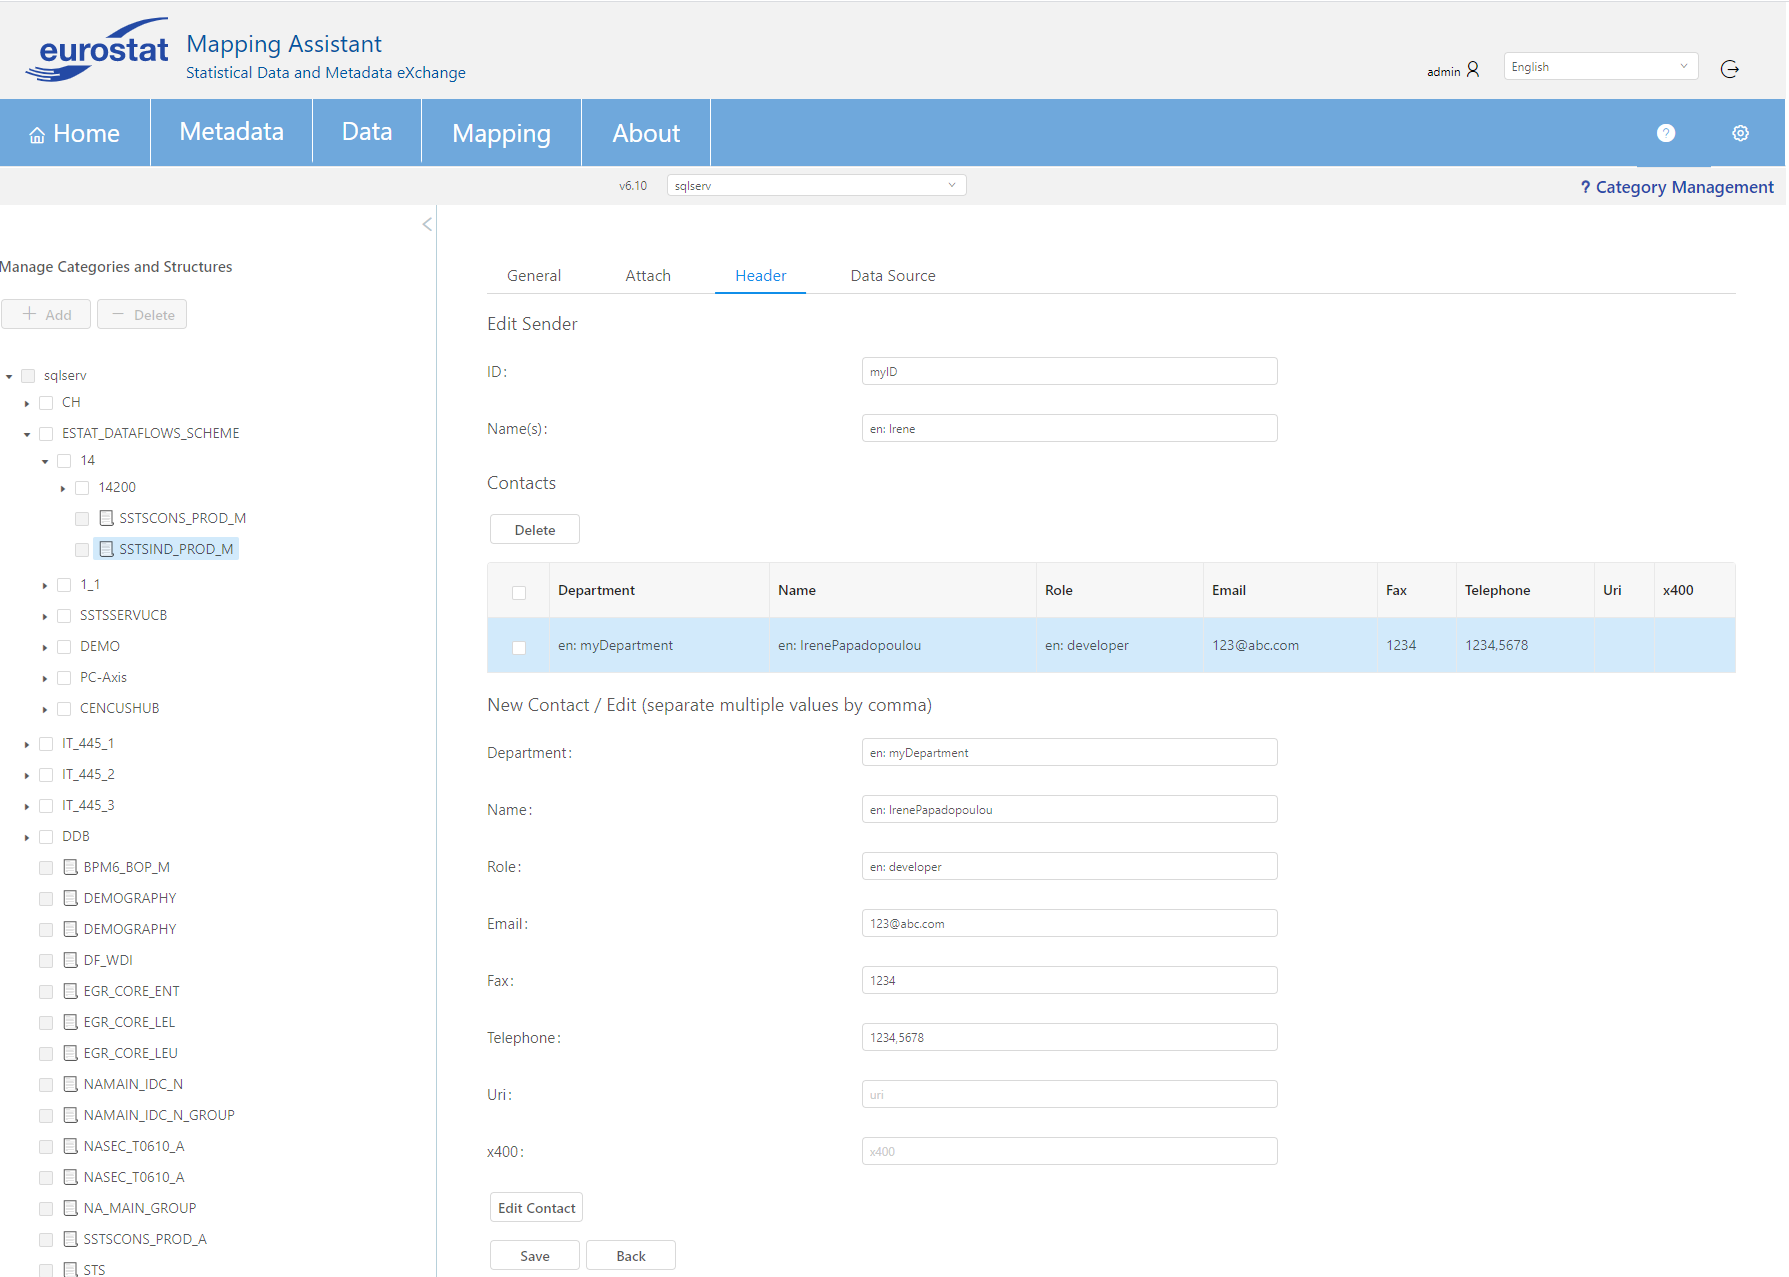 eurostat
Mapping Assistant
Statistical Data and Metadata eXchange
admin
English
Home
Metadata
Data
Mapping
About
?
v6.10
sqlserv
? Category Management
Manage Categories and Structures
+ Add
− Delete
sqlserv
CH
ESTAT_DATAFLOWS_SCHEME
14
14200
SSTSCONS_PROD_M
SSTSIND_PROD_M
1_1
SSTSSERVUCB
DEMO
PC-Axis
CENCUSHUB
IT_445_1
IT_445_2
IT_445_3
DDB
BPM6_BOP_M
DEMOGRAPHY
DEMOGRAPHY
DF_WDI
EGR_CORE_ENT
EGR_CORE_LEL
EGR_CORE_LEU
NAMAIN_IDC_N
NAMAIN_IDC_N_GROUP
NASEC_T0610_A
NASEC_T0610_A
NA_MAIN_GROUP
SSTSCONS_PROD_A
STS
General
Attach
Header
Data Source
Edit Sender
ID: myID
Name(s): en: Irene
Contacts
Delete
Department Name Role Email Fax Telephone Uri x400
en: myDepartment en: IrenePapadopoulou en: developer 123@abc.com 1234 1234,5678
New Contact / Edit (separate multiple values by comma)
Department: en: myDepartment
Name: en: IrenePapadopoulou
Role: en: developer
Email: 123@abc.com
Fax: 1234
Telephone: 1234,5678
Uri: uri
x400: x400
Edit Contact
Save
Back